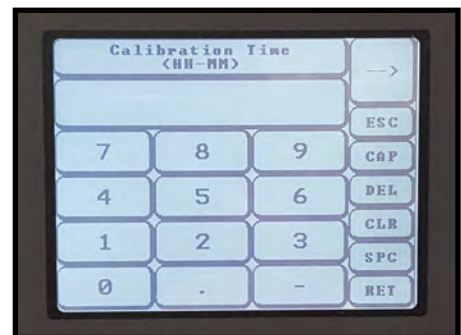 Calibration Time
(HH-MM)
-->
ESC
7 8 9 CAP
4 5 6 DEL
CLR
1 2 3
SPC
0 . - RET